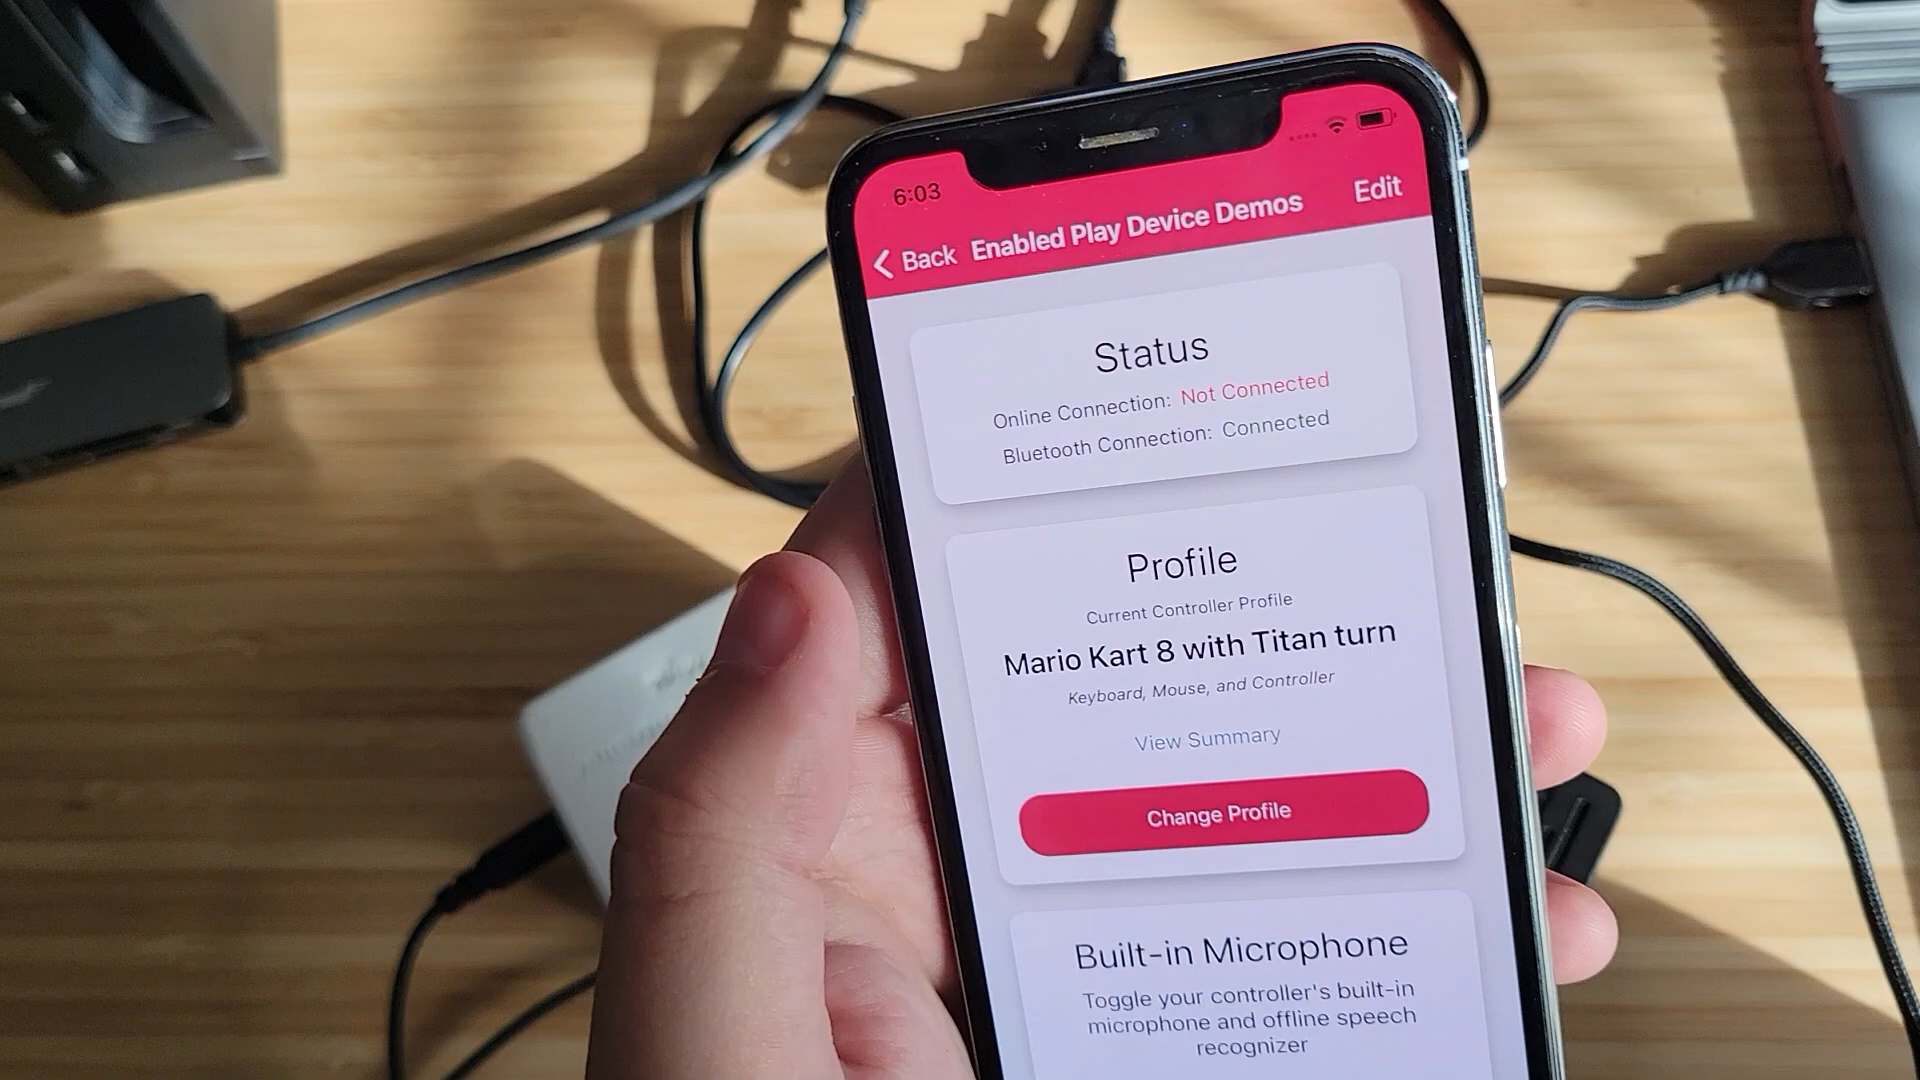 6:03
Back Enabled Play Device Demos Edit
Status
Online Connection: Not Connected
Bluetooth Connection: Connected
Profile
Current Controller Profile
Mario Kart 8 with Titan turn
Keyboard, Mouse, and Controller
View Summary
Change Profile
Built-in Microphone
Toggle your controller's built-in
microphone and offline speech
recognizer